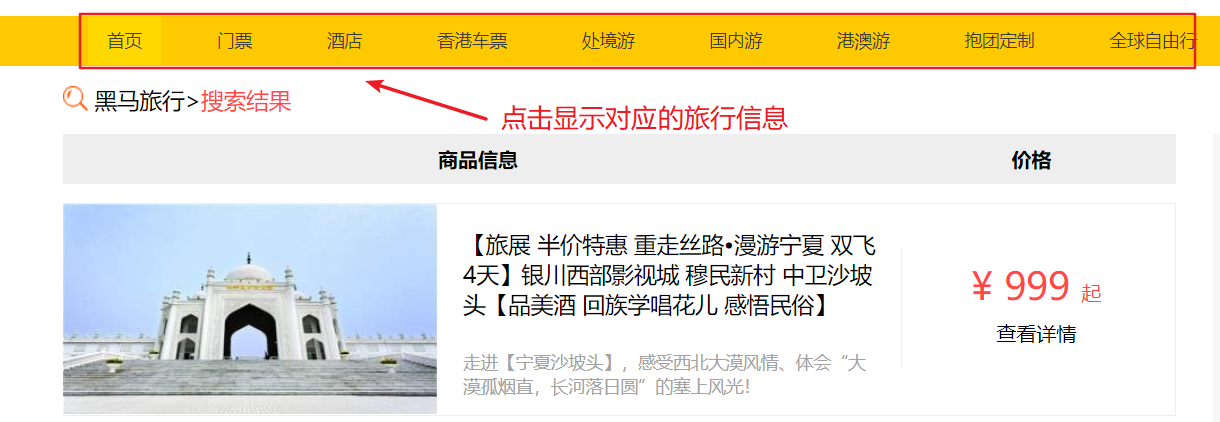 首页 门票 酒店 香港车票 处境游 国内游 港澳游 抱团定制 全球自由行
黑马旅行>搜索结果
点击显示对应的旅行信息
商品信息 价格
【旅展 半价特惠 重走丝路•漫游宁夏 双飞
4天】银川西部影视城 穆民新村 中卫沙坡
头【品美酒 回族学唱花儿 感悟民俗】
¥ 999 起
查看详情
走进【宁夏沙坡头】，感受西北大漠风情、体会“大
漠孤烟直，长河落日圆”的塞上风光！